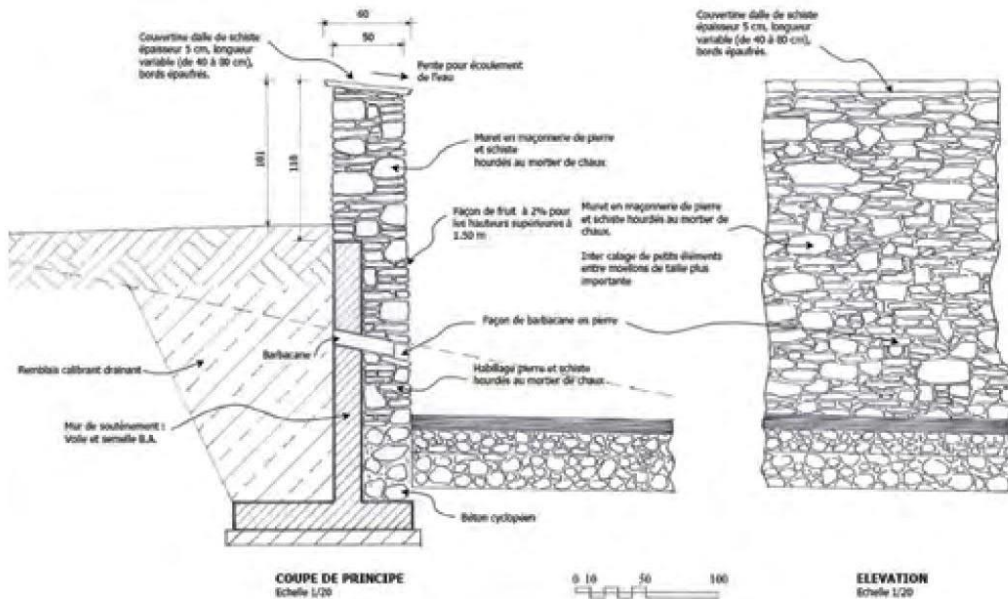 60
50
Couvertine dalle de schiste
épaisseur 5 cm, longueur
variable (de 40 à 80 cm),
bords épaufrés.
Pente pour écoulement
de l'eau
101
110
Muret en maçonnerie de pierre
et schiste
hourdés au mortier de chaux
Façon de fruit à 2% pour
les hauteurs supérieures à
1.50 m
Façon de barbacane en pierre
Barbacane
Remblais calibrant drainant
Habillage pierre et schiste
hourdés au mortier de chaux
Mur de soutènement :
Voile et semelle B.A.
Béton cyclopéen
COUPE DE PRINCIPE
Echelle 1/20
0 10 50 100
Couvertine dalle de schiste
épaisseur 5 cm, longueur
variable (de 40 à 80 cm),
bords épaufrés.
Muret en maçonnerie de pierre
et schiste hourdés au mortier de
chaux.
Inter calage de petits éléments
entre moellons de taille plus
importante
ELEVATION
Echelle 1/20